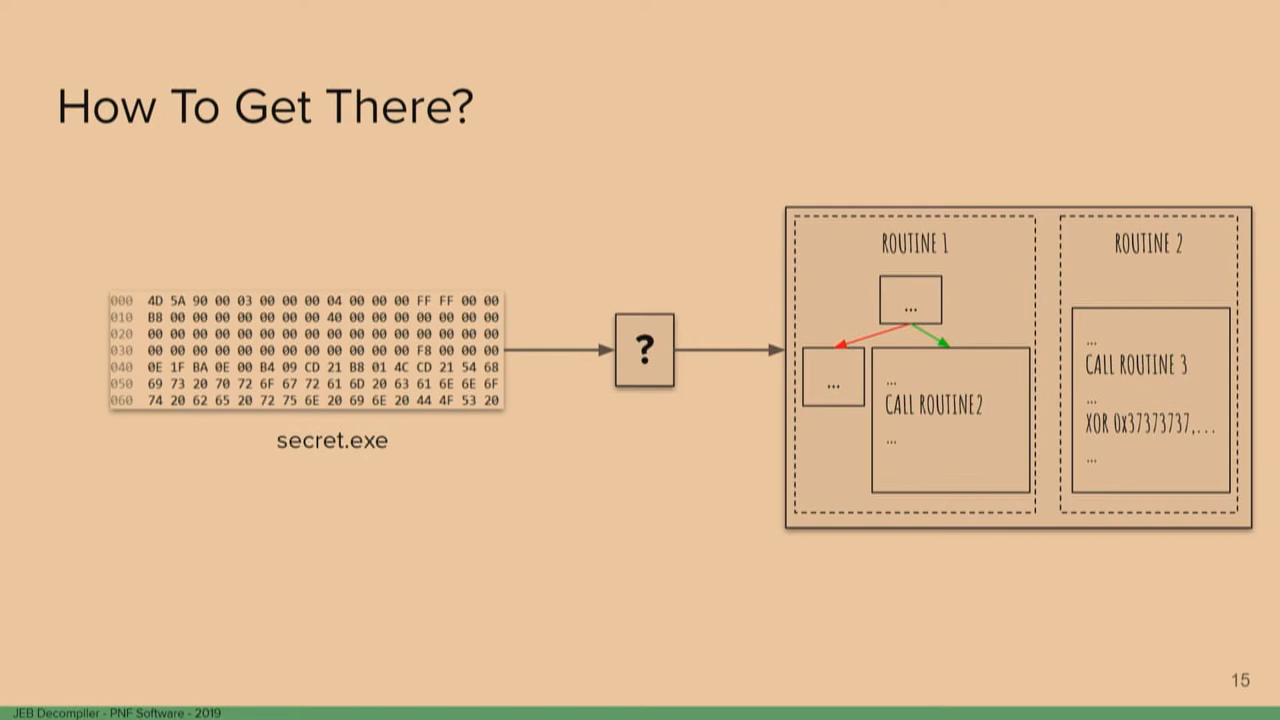 How To Get There?
000 4D 5A 90 00 03 00 00 00 04 00 00 00 FF FF 00 00
010 B8 00 00 00 00 00 00 00 40 00 00 00 00 00 00 00
020 00 00 00 00 00 00 00 00 00 00 00 00 00 00 00 00
030 00 00 00 00 00 00 00 00 00 00 00 00 F8 00 00 00
040 0E 1F BA 0E 00 B4 09 CD 21 B8 01 4C CD 21 54 68
050 69 73 20 70 72 6F 67 72 61 6D 20 63 61 6E 6E 6F
060 74 20 62 65 20 72 75 6E 20 69 6E 20 44 4F 53 20
secret.exe
?
ROUTINE 1
...
...
...
CALL ROUTINE2
...
ROUTINE 2
...
CALL ROUTINE 3
...
XOR 0x37373737,...
...
15
JEB Decompiler - PNF Software - 2019